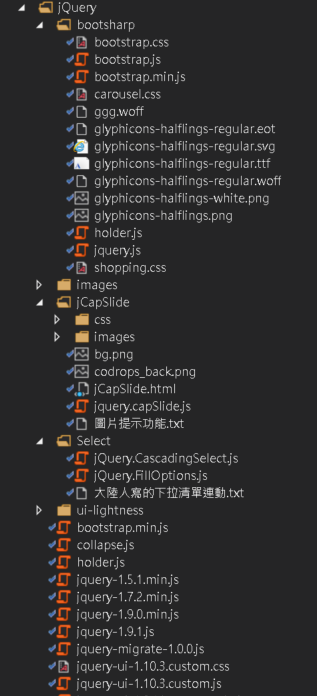 jQuery
bootsharp
bootstrap.css
bootstrap.js
bootstrap.min.js
carousel.css
ggg.woff
glyphicons-halflings-regular.eot
glyphicons-halflings-regular.svg
glyphicons-halflings-regular.ttf
glyphicons-halflings-regular.woff
glyphicons-halflings-white.png
glyphicons-halflings.png
holder.js
jquery.js
shopping.css
images
jCapSlide
css
images
bg.png
codrops_back.png
jCapSlide.html
jquery.capSlide.js
圖片提示功能.txt
Select
jQuery.CascadingSelect.js
jQuery.FillOptions.js
大陸人寫的下拉清單連動.txt
ui-lightness
bootstrap.min.js
collapse.js
holder.js
jquery-1.5.1.min.js
jquery-1.7.2.min.js
jquery-1.9.0.min.js
jquery-1.9.1.js
jquery-migrate-1.0.0.js
jquery-ui-1.10.3.custom.css
jquery-ui-1.10.3.custom.js